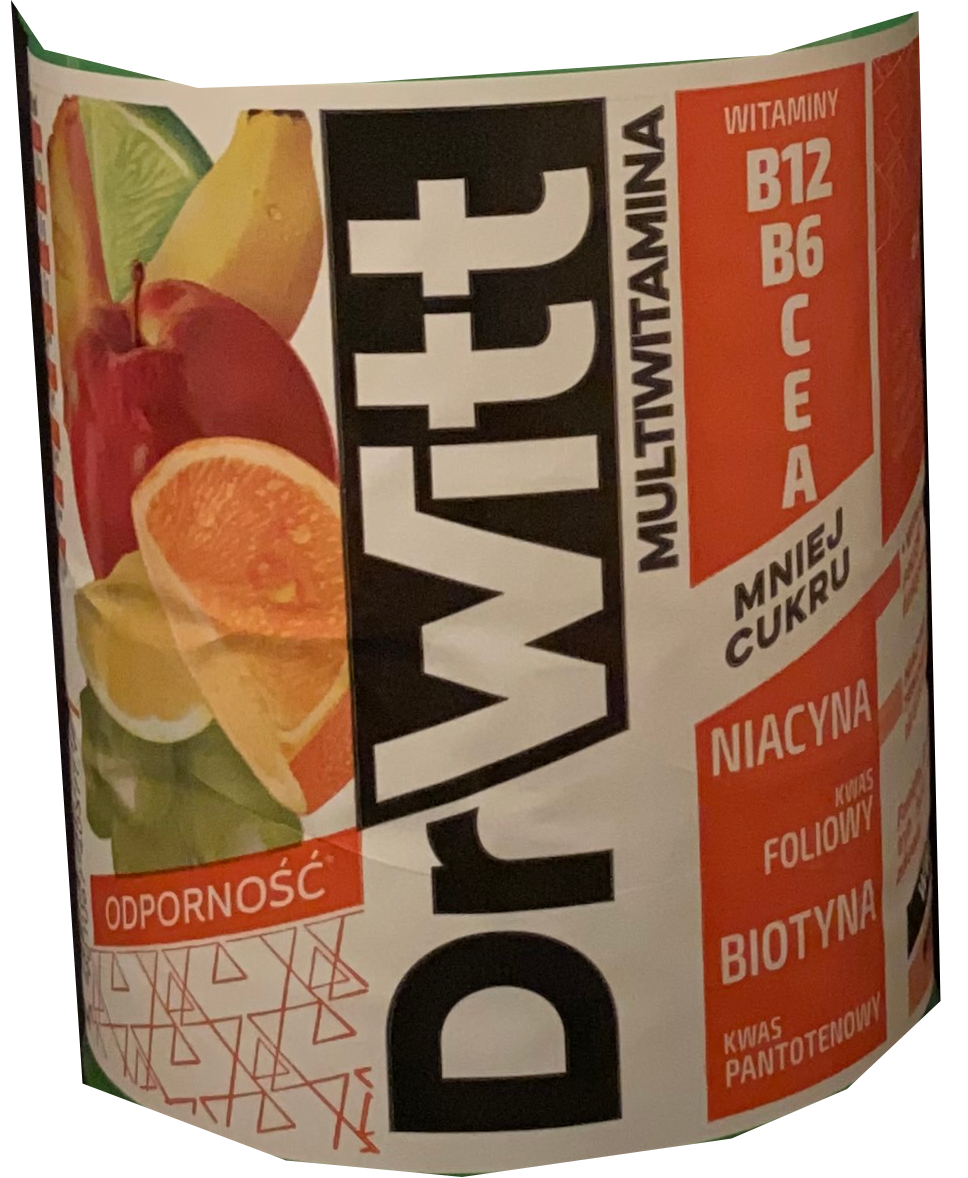 ODPORNOŚĆ*
DrWitt
MULTIWITAMINA
WITAMINY
B12
B6
C
E
A
MNIEJ
CUKRU
NIACYNA
KWAS
FOLIOWY
BIOTYNA
KWAS
PANTOTENOWY